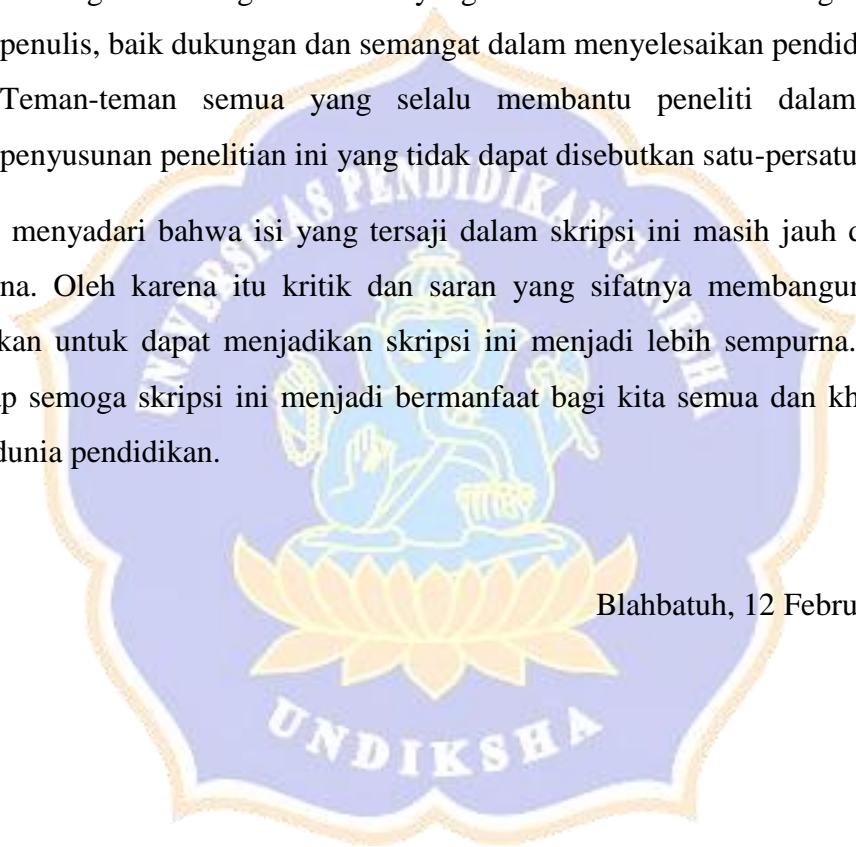 penulis, baik dukungan dan semangat dalam menyelesaikan pendid
Teman-teman semua yang selalu membantu peneliti dalam
penyusunan penelitian ini yang tidak dapat disebutkan satu-persatu
menyadari bahwa isi yang tersaji dalam skripsi ini masih jauh d
na. Oleh karena itu kritik dan saran yang sifatnya membangun
kan untuk dapat menjadikan skripsi ini menjadi lebih sempurna.
p semoga skripsi ini menjadi bermanfaat bagi kita semua dan kh
dunia pendidikan.
Blahbatuh, 12 Febru
UNIVERSITAS PENDIDIKAN GANESHA
UNDIKSHA